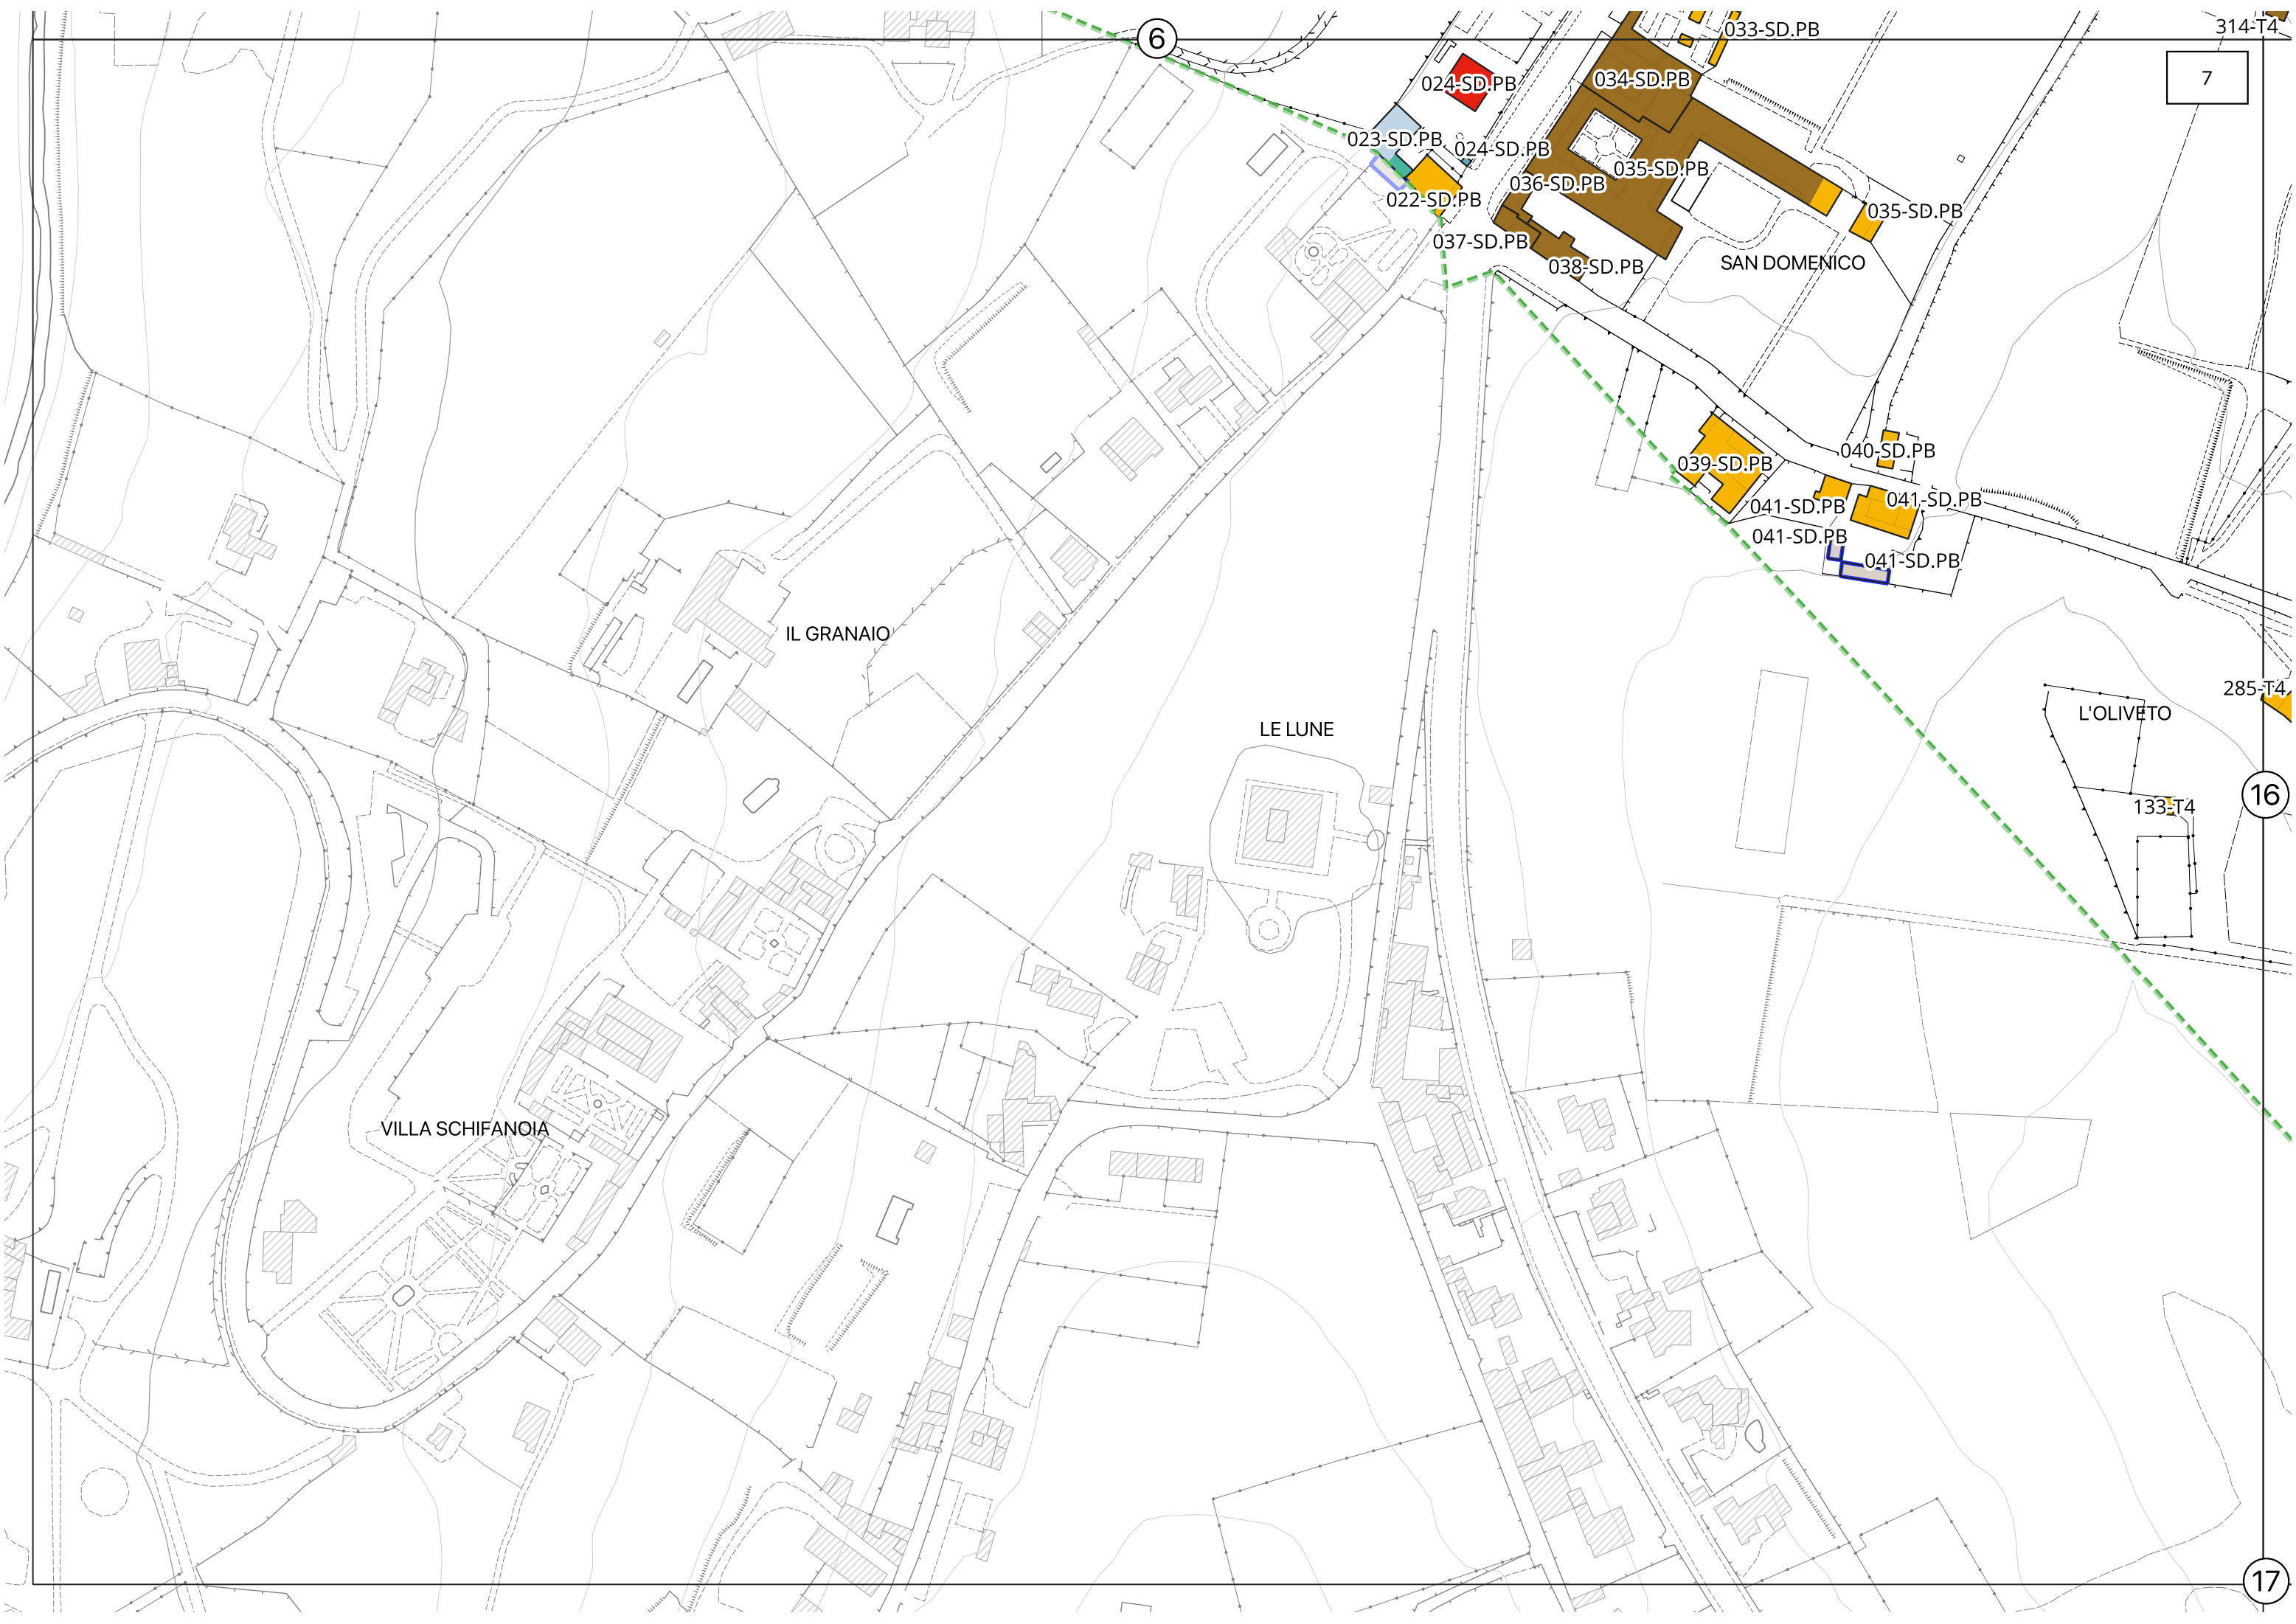 314-T4
033-SD.PB
6
7
034-SD.PB
024-SD.PB
023-SD.PB
024-SD.PB
035-SD.PB
036-SD.PB
022-SD.PB
035-SD.PB
037-SD.PB
SAN DOMENICO
038-SD.PB
040-SD.PB
039-SD.PB
041-SD.PB
041-SD.PB
041-SD.PB
041-SD.PB
IL GRANAIO
285-T4
L'OLIVETO
LE LUNE
16
133-T4
VILLA SCHIFANOIA
17